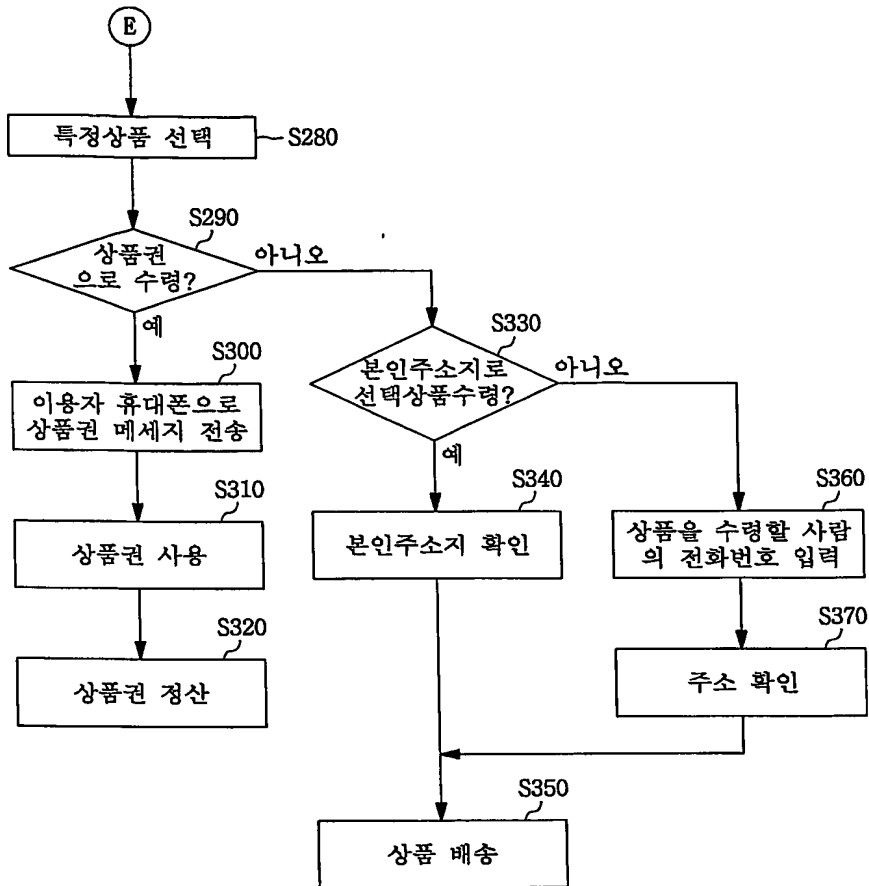 E
특정상품 선택
S280
S290
상품권
으로 수령?
아니오
예
S300
이용자 휴대폰으로
상품권 메세지 전송
S310
상품권 사용
S320
상품권 정산
S330
본인주소지로
선택상품수령?
아니오
예
S340
본인주소지 확인
S360
상품을 수령할 사람
의 전화번호 입력
S370
주소 확인
S350
상품 배송